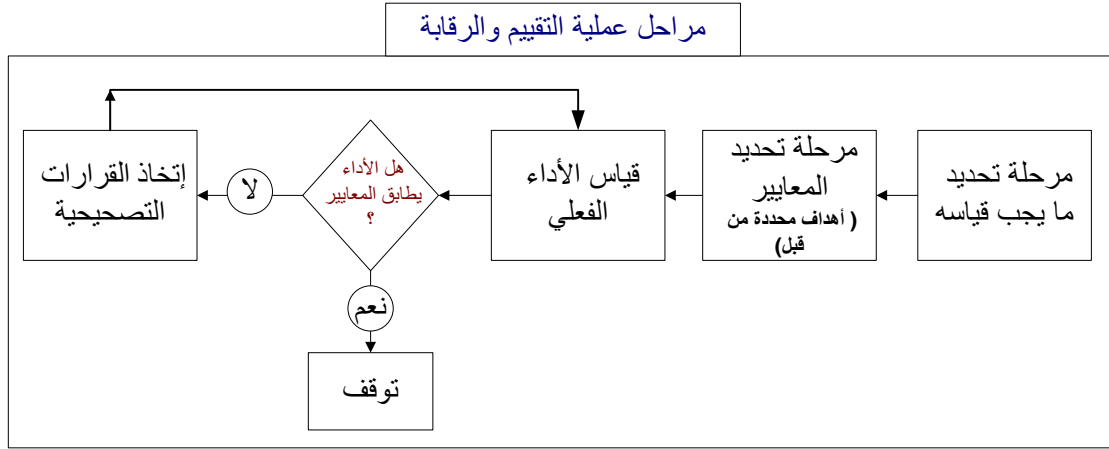 مراحل عملية التقييم والرقابة
مرحلة تحديد
ما يجب قياسه
مرحلة تحديد
المعايير
( أهداف محددة من
قبل)
قياس الأداء
الفعلي
هل الأداء
يطابق المعايير
؟
لا
إتخاذ القرارات
التصحيحية
نعم
توقف